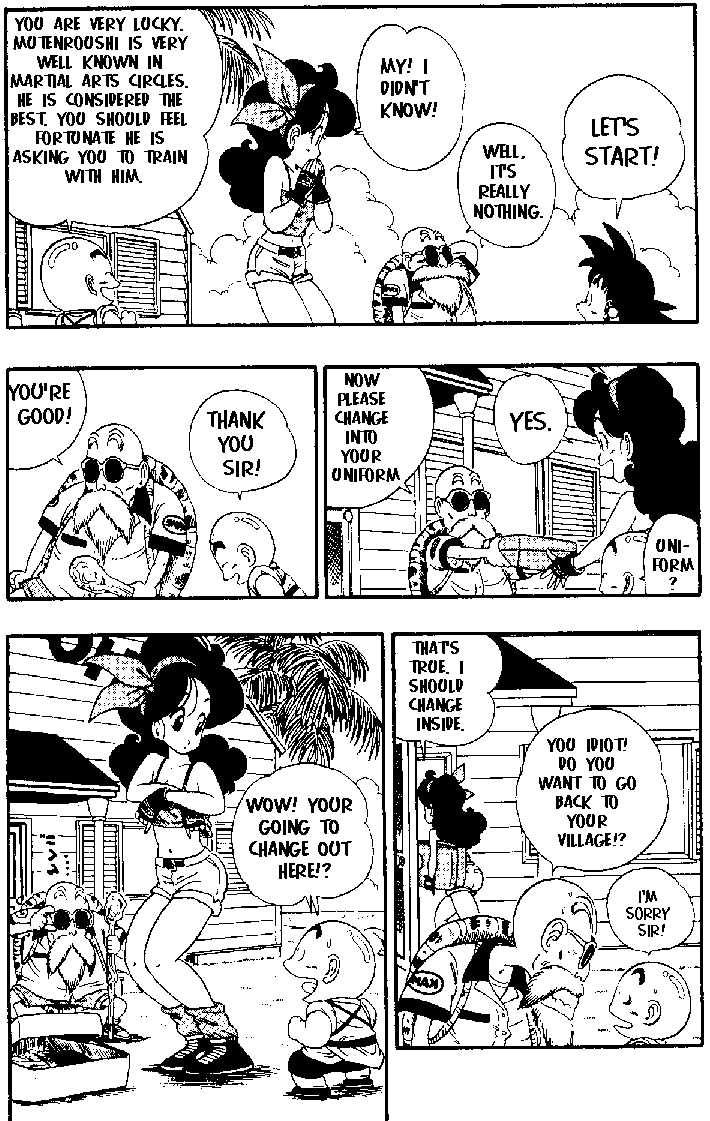 YOU ARE VERY LUCKY.
MUTENROUSHI IS VERY
WELL KNOWN IN
MARTIAL ARTS CIRCLES.
HE IS CONSIDERED THE
BEST. YOU SHOULD FEEL
FORTUNATE HE IS
ASKING YOU TO TRAIN
WITH HIM.
MY! I
DIDN'T
KNOW!
WELL,
IT'S
REALLY
NOTHING.
LET'S
START!
YOU'RE
GOOD!
THANK
YOU
SIR!
NOW
PLEASE
CHANGE
INTO
YOUR
UNIFORM
YES.
UNI-
FORM
?
WOW! YOUR
GOING TO
CHANGE OUT
HERE!?
THAT'S
TRUE. I
SHOULD
CHANGE
INSIDE.
YOU IDIOT!
DO YOU
WANT TO GO
BACK TO
YOUR
VILLAGE!?
I'M
SORRY
SIR!